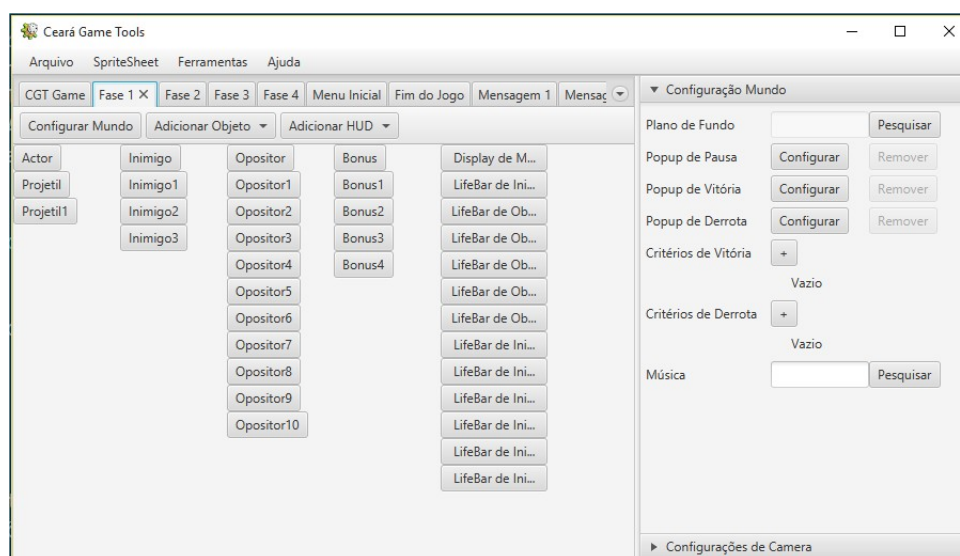 Ceará Game Tools
Arquivo SpriteSheet Ferramentas Ajuda
CGT Game Fase 1 X Fase 2 Fase 3 Fase 4 Menu Inicial Fim do Jogo Mensagem 1 Mensag
Configurar Mundo Adicionar Objeto Adicionar HUD
Actor Inimigo Opositor Bonus Display de M...
Projetil Inimigo1 Opositor1 Bonus1 LifeBar de Ini...
Projetil1 Inimigo2 Opositor2 Bonus2 LifeBar de Ob...
Inimigo3 Opositor3 Bonus3 LifeBar de Ob...
Opositor4 Bonus4 LifeBar de Ob...
Opositor5 LifeBar de Ob...
Opositor6 LifeBar de Ob...
Opositor7 LifeBar de Ini...
Opositor8 LifeBar de Ini...
Opositor9 LifeBar de Ini...
Opositor10 LifeBar de Ini...
LifeBar de Ini...
LifeBar de Ini...
Configuração Mundo
Plano de Fundo Pesquisar
Popup de Pausa Configurar Remover
Popup de Vitória Configurar Remover
Popup de Derrota Configurar Remover
Critérios de Vitória +
Vazio
Critérios de Derrota +
Vazio
Música Pesquisar
Configurações de Camera